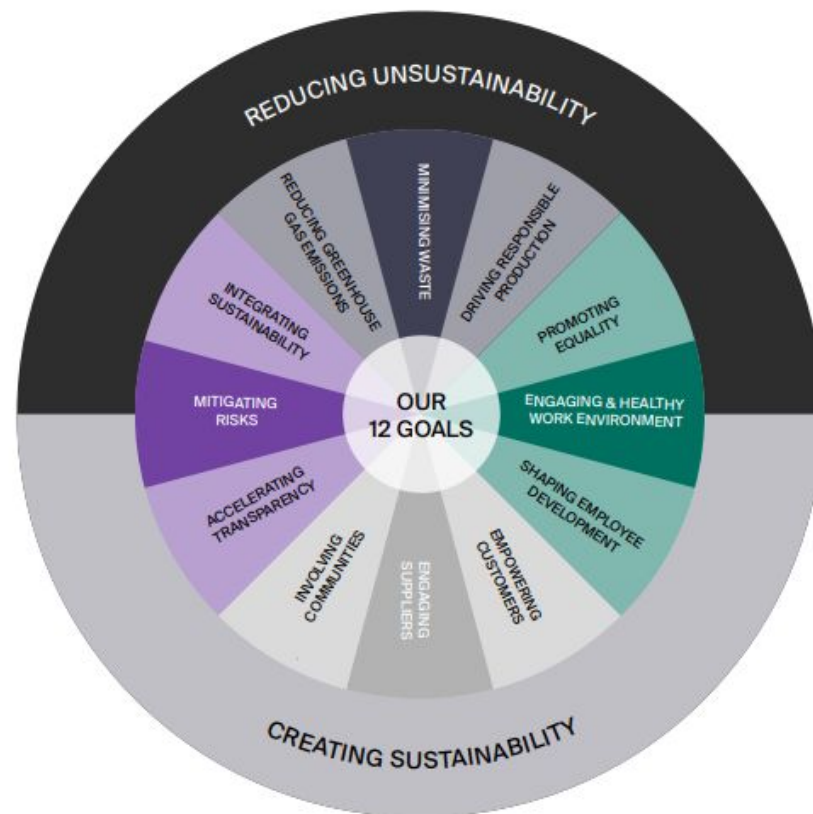 REDUCING UNSUSTAINABILITY
MINIMISING WASTE
DRIVING RESPONSIBLE
PRODUCTION
PROMOTING
EQUALITY
ENGAGING & HEALTHY
WORK ENVIRONMENT
SHAPING EMPLOYEE
DEVELOPMENT
EMPOWERING
CUSTOMERS
ENGAGING
SUPPLIERS
INVOLVING
COMMUNITIES
ACCELERATING
TRANSPARENCY
MITIGATING
RISKS
INTEGRATING
SUSTAINABILITY
REDUCING GREENHOUSE
GAS EMISSIONS
OUR
12 GOALS
CREATING SUSTAINABILITY